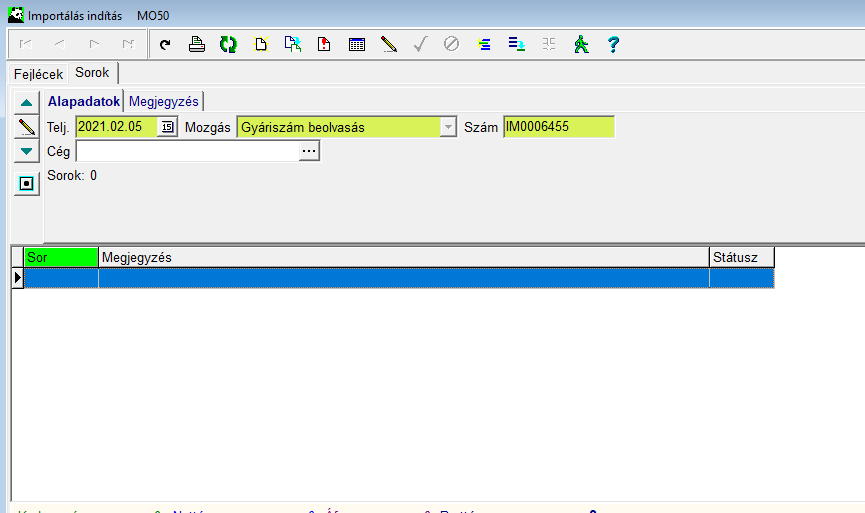 Importálás indítás MO50
Fejlécek Sorok
Alapadatok Megjegyzés
Telj. 2021.02.05 15 Mozgás Gyáriszám beolvasás Szám IM0006455
Cég ...
Sorok: 0
Sor Megjegyzés Státusz